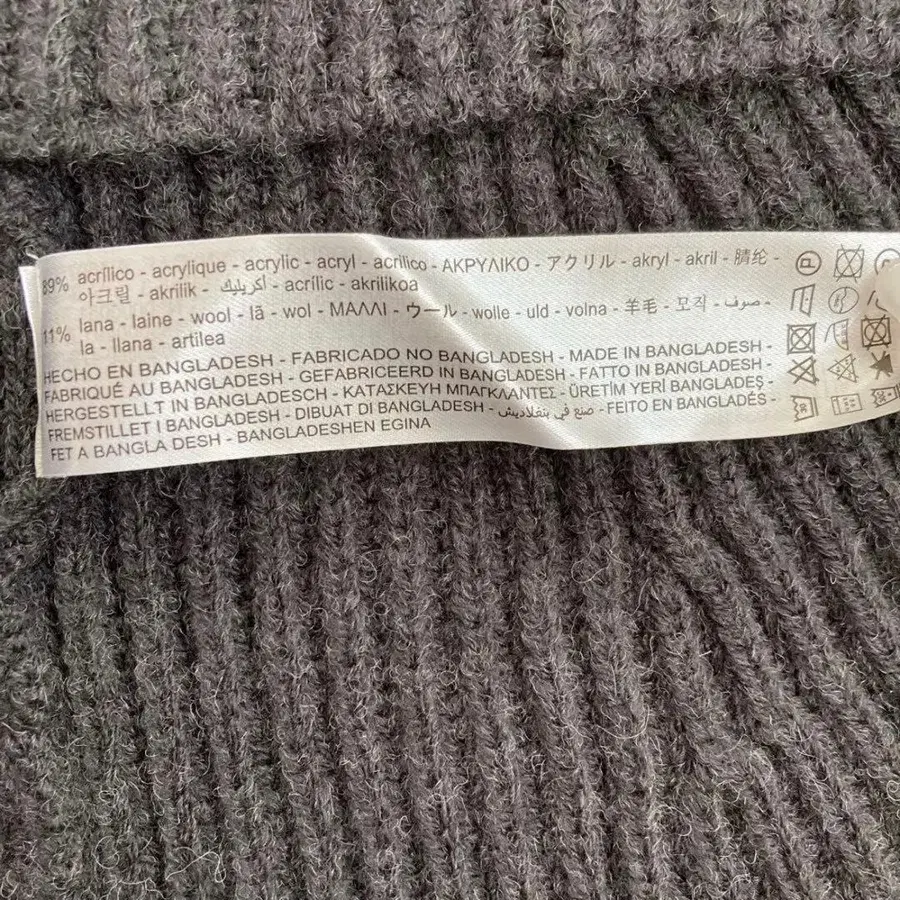 89% acrílico - acrylique - acrylic - acryl - acrilico - ΑΚΡΥΛΙΚΟ - アクリル - akryl - akril - 腈纶 -
아크릴 - akrilik - أكريليك - acrílic - akrilikoa
11% lana - laine - wool - lã - wol - ΜΑΛΛΙ - ウール - wolle - uld - volna - 羊毛 - 모직 - صوف -
la - llana - artilea
HECHO EN BANGLADESH - FABRICADO NO BANGLADESH - MADE IN BANGLADESH -
FABRIQUÉ AU BANGLADESH - GEFABRICEERD IN BANGLADESH - FATTO IN BANGLADESH -
HERGESTELLT IN BANGLADESCH - ΚΑΤΑΣΚΕΥΗ ΜΠΑΓΚΛΑΝΤΕΣ - ÜRETİM YERİ BANGLADEŞ -
FREMSTILLET I BANGLADESH - DIBUAT DI BANGLADESH - صنع في بنغلاديش - FEITO EN BANGLADÉS -
FET A BANGLA DESH - BANGLADESHEN EGINA